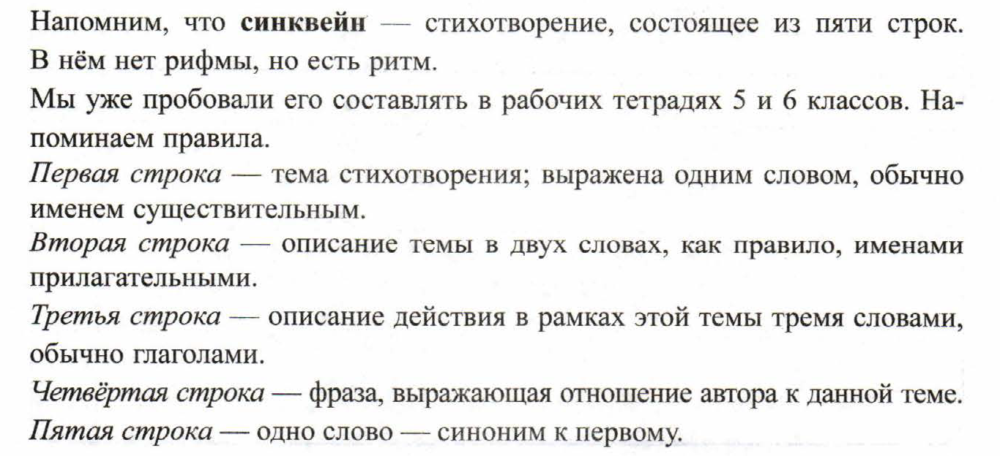 Напомним, что синквейн — стихотворение, состоящее из пяти строк.
В нём нет рифмы, но есть ритм.
Мы уже пробовали его составлять в рабочих тетрадях 5 и 6 классов. На-
поминаем правила.
Первая строка — тема стихотворения; выражена одним словом, обычно
именем существительным.
Вторая строка — описание темы в двух словах, как правило, именами
прилагательными.
Третья строка — описание действия в рамках этой темы тремя словами,
обычно глаголами.
Четвёртая строка — фраза, выражающая отношение автора к данной теме.
Пятая строка — одно слово — синоним к первому.